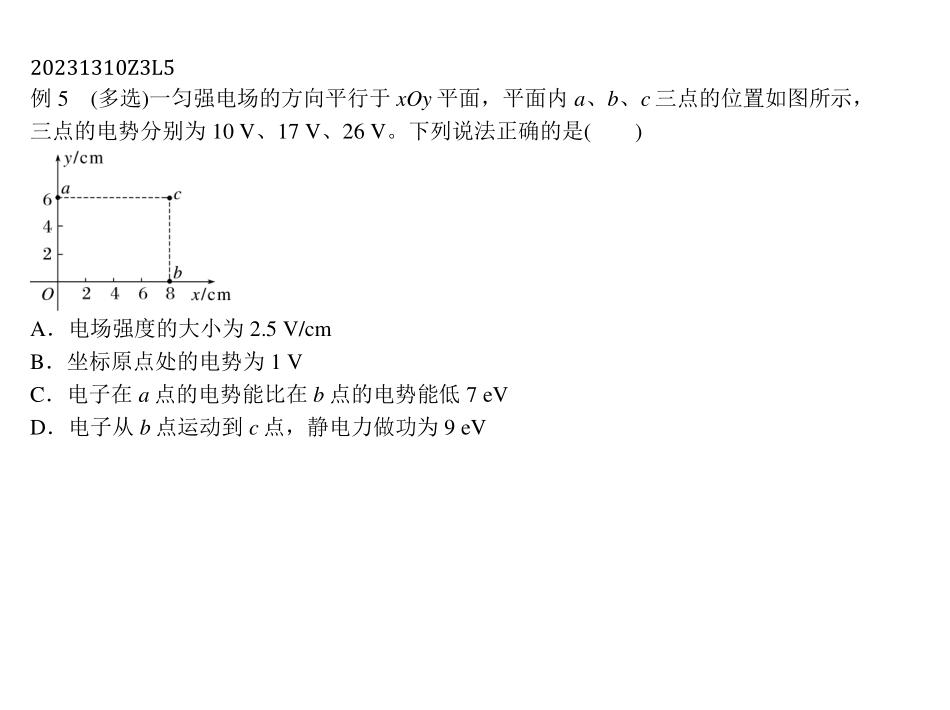 20231310Z3L5
例 5　(多选)一匀强电场的方向平行于 xOy 平面，平面内 a、b、c 三点的位置如图所示，
三点的电势分别为 10 V、17 V、26 V。下列说法正确的是(　　)
y/cm
a
6
c
4
2
b
O 2 4 6 8 x/cm
A．电场强度的大小为 2.5 V/cm
B．坐标原点处的电势为 1 V
C．电子在 a 点的电势能比在 b 点的电势能低 7 eV
D．电子从 b 点运动到 c 点，静电力做功为 9 eV